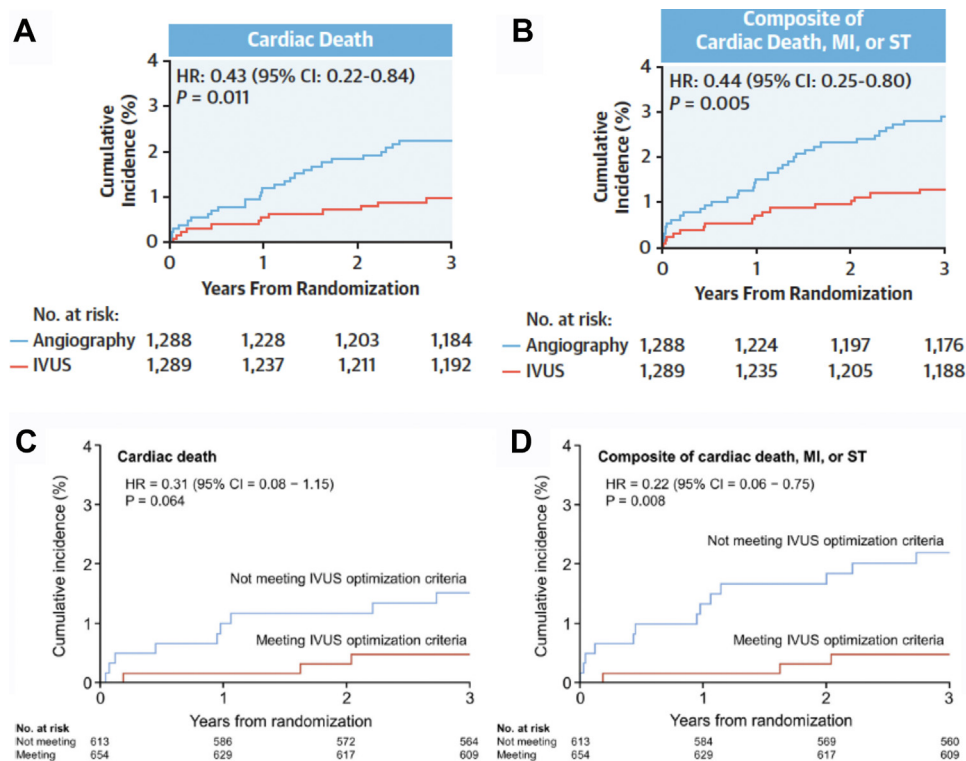 A
Cardiac Death
HR: 0.43 (95% CI: 0.22-0.84)
P = 0.011
Cumulative
Incidence (%)
4
3
2
1
0
0 1 2 3
Years From Randomization
No. at risk:
Angiography 1,288 1,228 1,203 1,184
IVUS 1,289 1,237 1,211 1,192
B
Composite of
Cardiac Death, MI, or ST
HR: 0.44 (95% CI: 0.25-0.80)
P = 0.005
Cumulative
Incidence (%)
4
3
2
1
0
0 1 2 3
Years From Randomization
No. at risk:
Angiography 1,288 1,224 1,197 1,176
IVUS 1,289 1,235 1,205 1,188
C
Cardiac death
HR = 0.31 (95% CI = 0.08 − 1.15)
P = 0.064
Cumulative incidence (%)
4
3
2
1
0
Not meeting IVUS optimization criteria
Meeting IVUS optimization criteria
0 1 2 3
Years from randomization
No. at risk
Not meeting 613 586 572 564
Meeting 654 629 617 609
D
Composite of cardiac death, MI, or ST
HR = 0.22 (95% CI = 0.06 − 0.75)
P = 0.008
Cumulative incidence (%)
4
3
2
1
0
Not meeting IVUS optimization criteria
Meeting IVUS optimization criteria
0 1 2 3
Years from randomization
No. at risk
Not meeting 613 584 569 560
Meeting 654 629 617 609